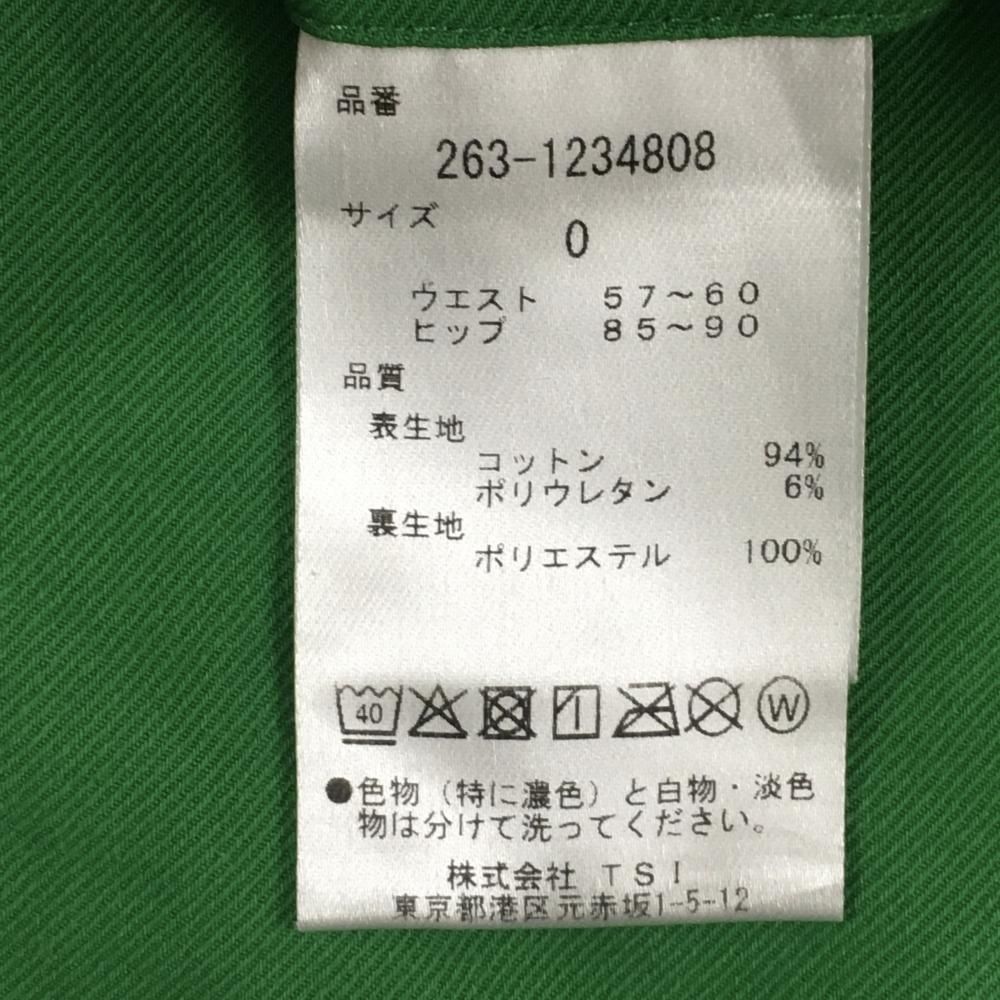 品番
263-1234808
サイズ
0
ウエスト 57～60
ヒップ 85～90
品質
表生地
コットン 94%
ポリウレタン 6%
裏生地
ポリエステル 100%
40 W
●色物（特に濃色）と白物・淡色
物は分けて洗ってください。
株式会社 TSI
東京都港区元赤坂1-5-12